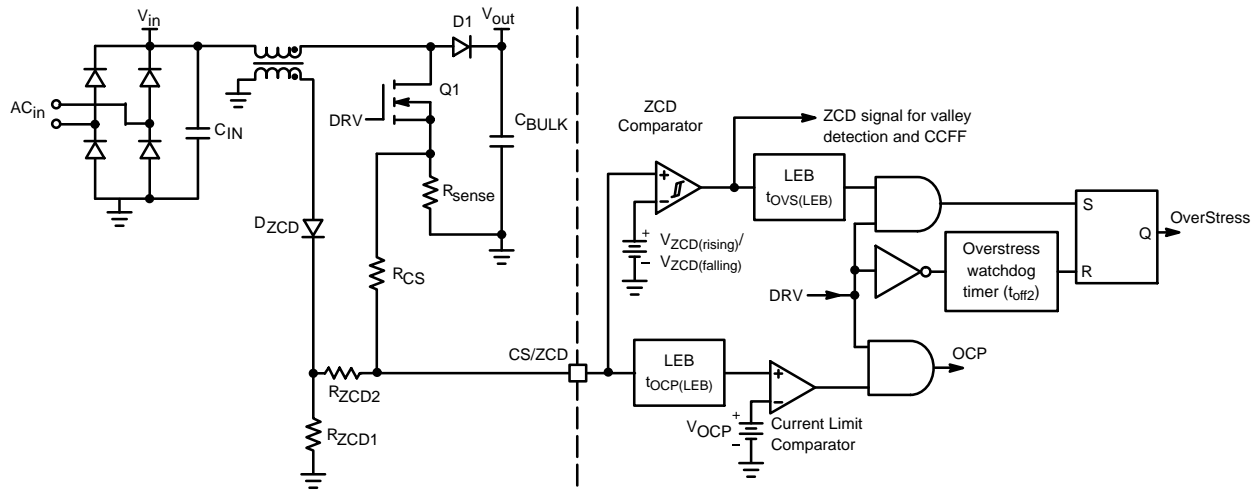 Vin
D1
Vout
ACin
CIN
Q1
DRV
CBULK
Rsense
DZCD
RCS
CS/ZCD
RZCD2
RZCD1
ZCD
Comparator
ZCD signal for valley
detection and CCFF
LEB
tOVS(LEB)
+
−
+
−
VZCD(rising)/
VZCD(falling)
DRV
Overstress
watchdog
timer (toff2)
S
R
Q
OverStress
LEB
tOCP(LEB)
+
−
VOCP
+
−
Current Limit
Comparator
OCP